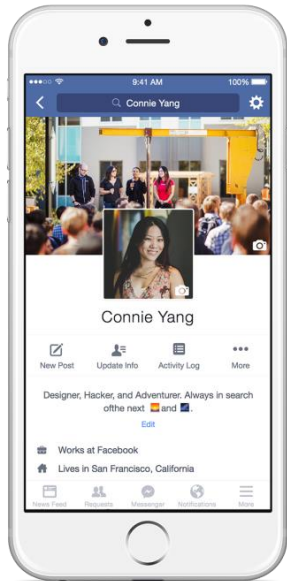 9:41 AM
100%
Connie Yang
Connie Yang
New Post Update Info Activity Log More
Designer, Hacker, and Adventurer. Always in search
ofthe next 🌅and 🌠.
Edit
Works at Facebook
Lives in San Francisco, California
News Feed Requests Messenger Notifications More